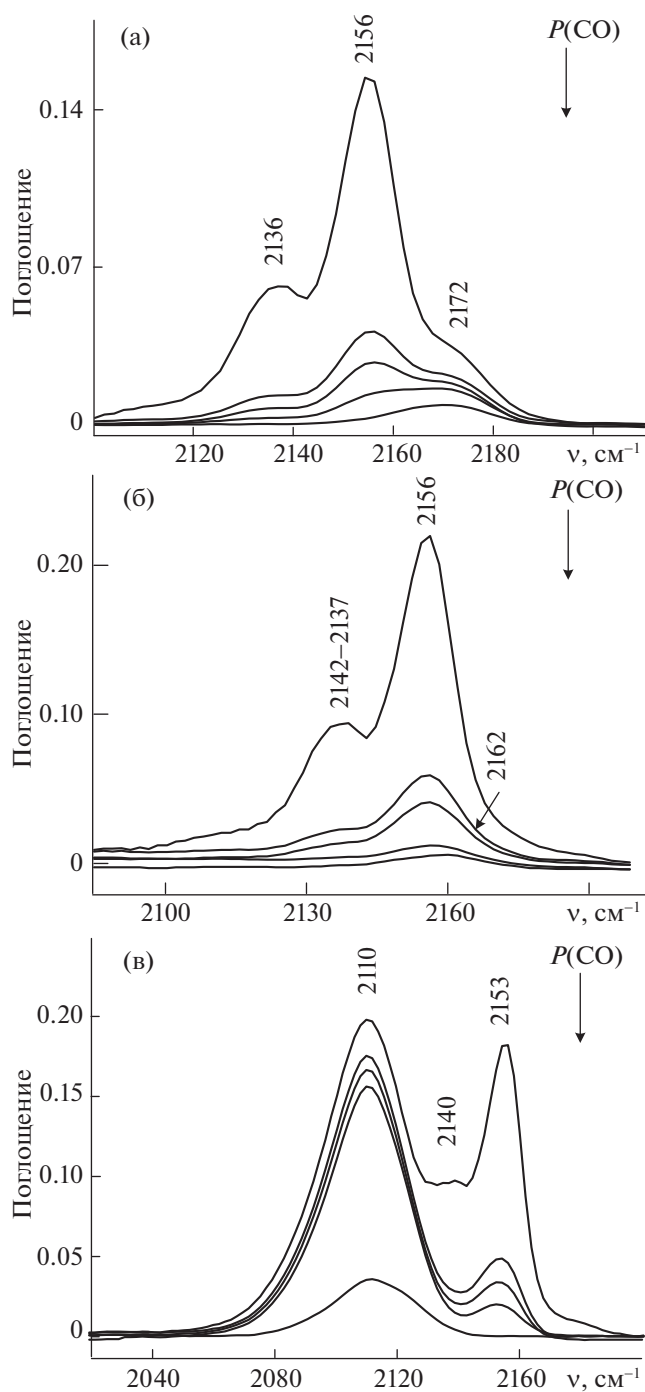 (а)
P(CO)
2156
0.14
2136
0.07
2172
Поглощение
0
2120 2140 2160 2180 ν, см⁻¹
(б)
P(CO)
2156
0.20
2142–2137
0.10
2162
Поглощение
0
2100 2130 2160 ν, см⁻¹
(в)
P(CO)
2110
2153
0.20
0.15
2140
0.10
Поглощение
0.05
0
2040 2080 2120 2160 ν, см⁻¹